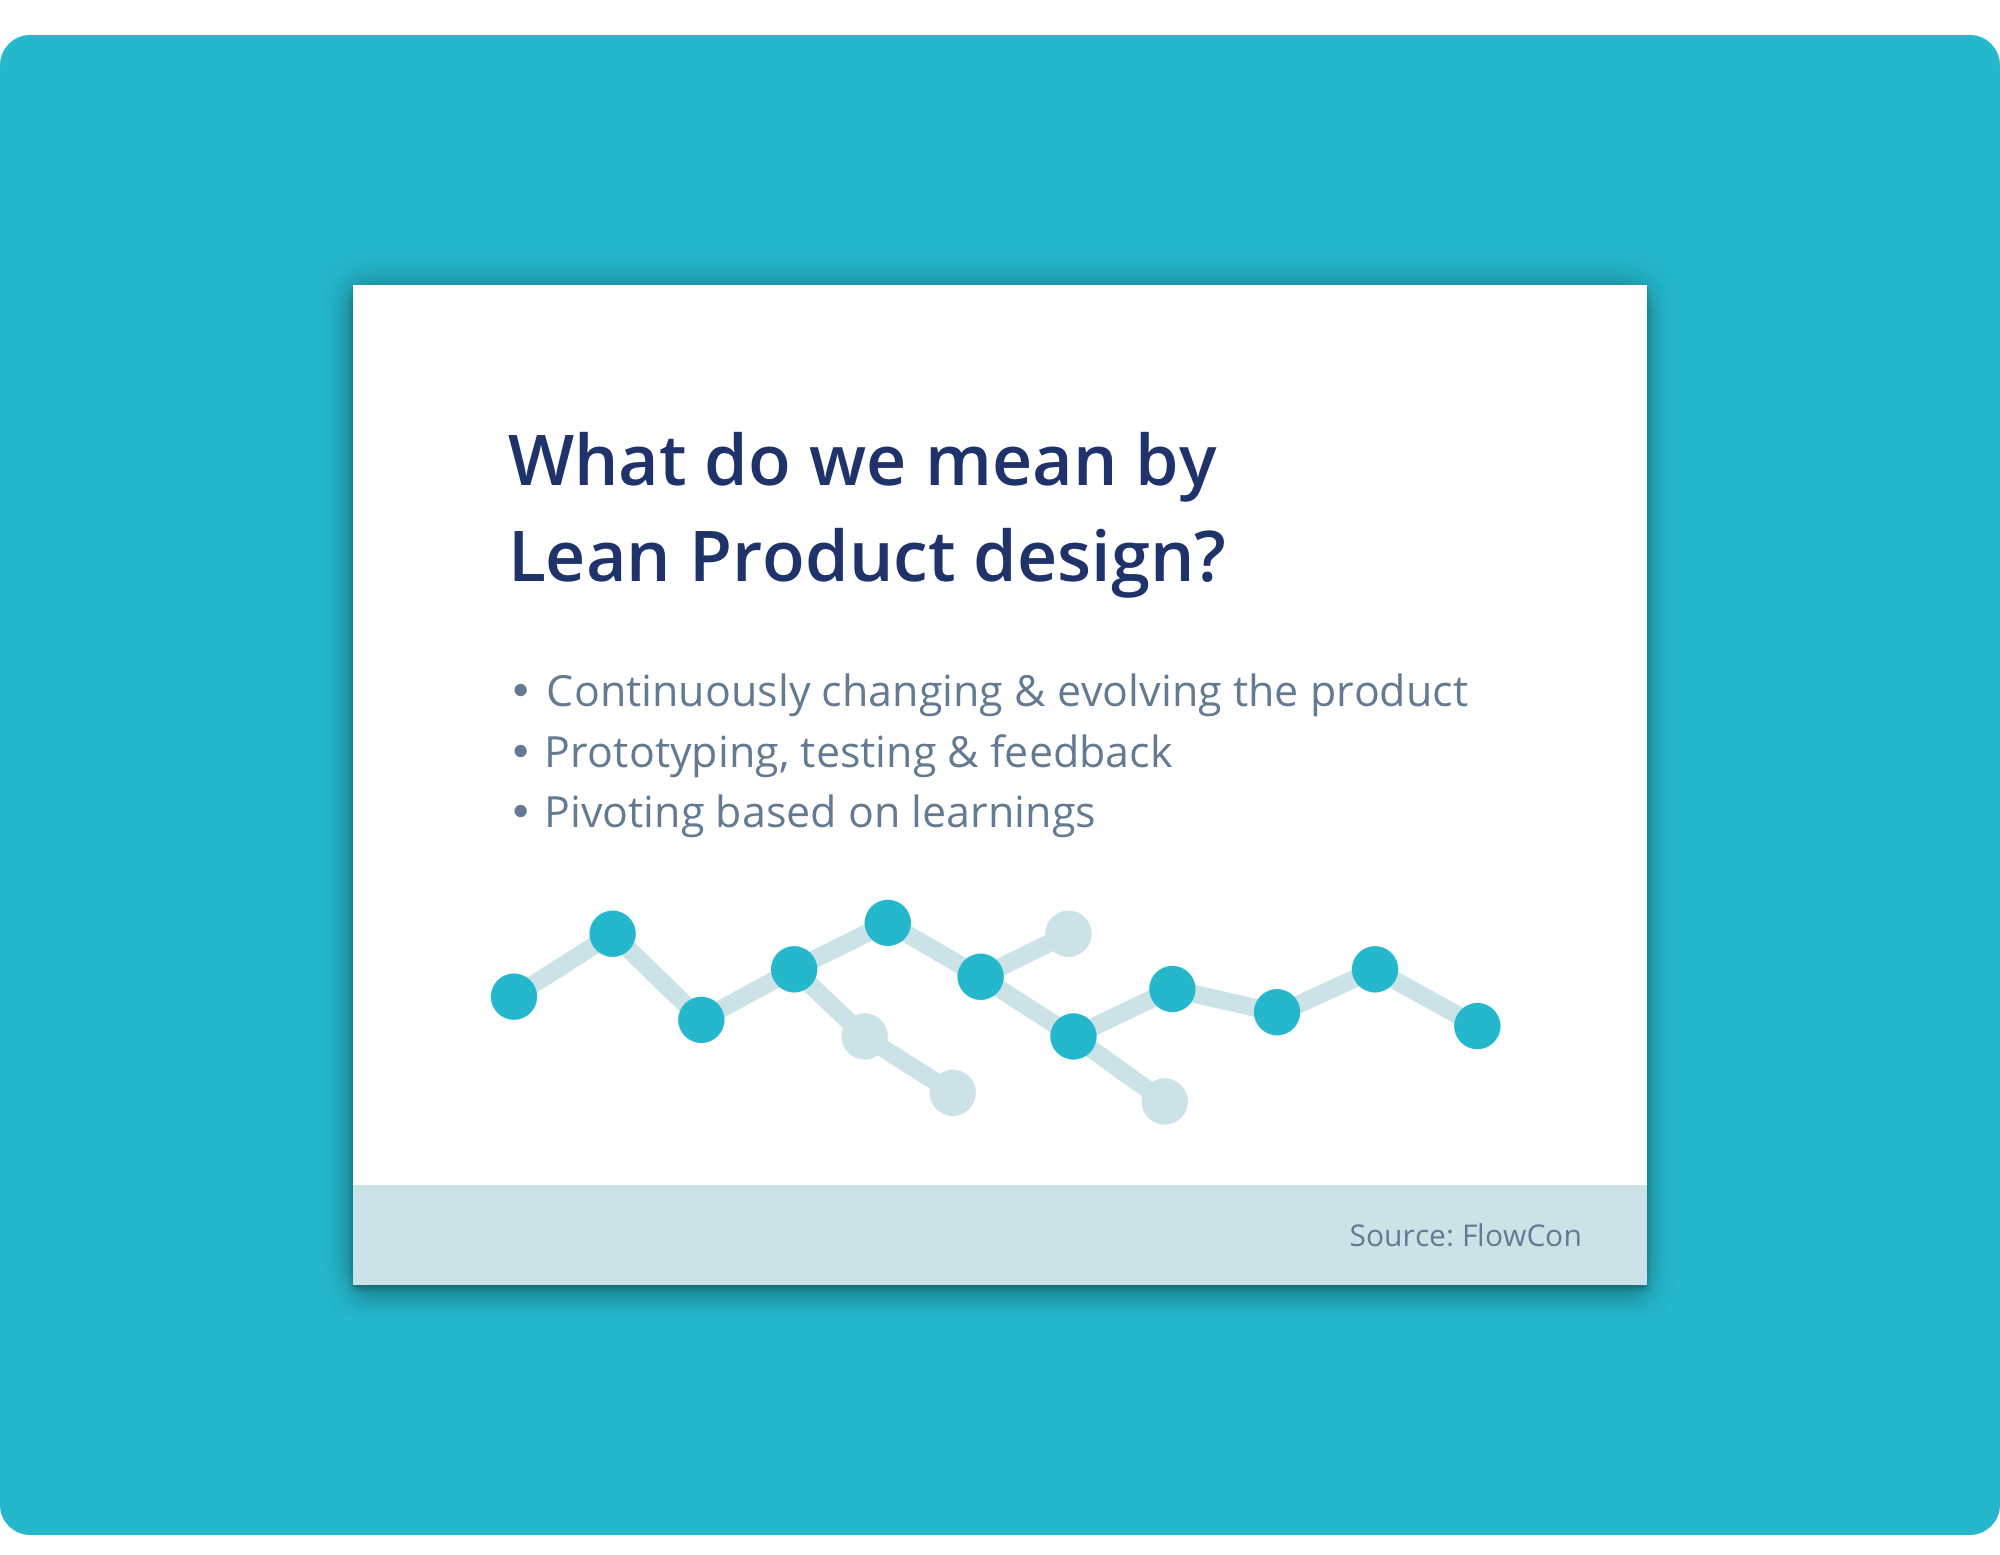 What do we mean by
Lean Product design?
• Continuously changing & evolving the product
• Prototyping, testing & feedback
• Pivoting based on learnings
Source: FlowCon